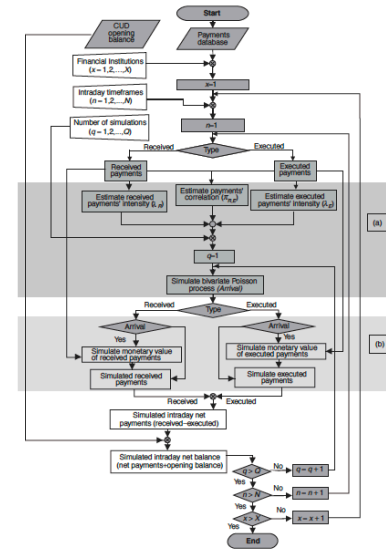 Start
CUD
opening
balance
Payments
database
Financial Institutions
(x = 1,2,...,X)
x=1
Intraday timeframes
(n = 1,2,...,N)
Number of simulations
(q = 1,2,...,Q)
n=1
Received
Type
Executed
Received
payments
Executed
payments
Estimate received
payments' intensity (λR)
Estimate payments'
correlation (τR,E)
Estimate executed
payments' intensity (λE)
(a)
q=1
Simulate bivariate Poisson
process (Arrival)
Received
Type
Executed
Arrival
Arrival
Yes
Yes
(b)
Simulate monetary value
of received payments
Simulate monetary value
of executed payments
Simulated received
payments
Simulate executed
payments
Received
Executed
Simulated intraday net
payments (received−executed)
Simulated intraday net balance
(net payments+opening balance)
q > Q
No
q = q + 1
Yes
n > N
No
n = n + 1
Yes
x > X
No
x = x + 1
Yes
End